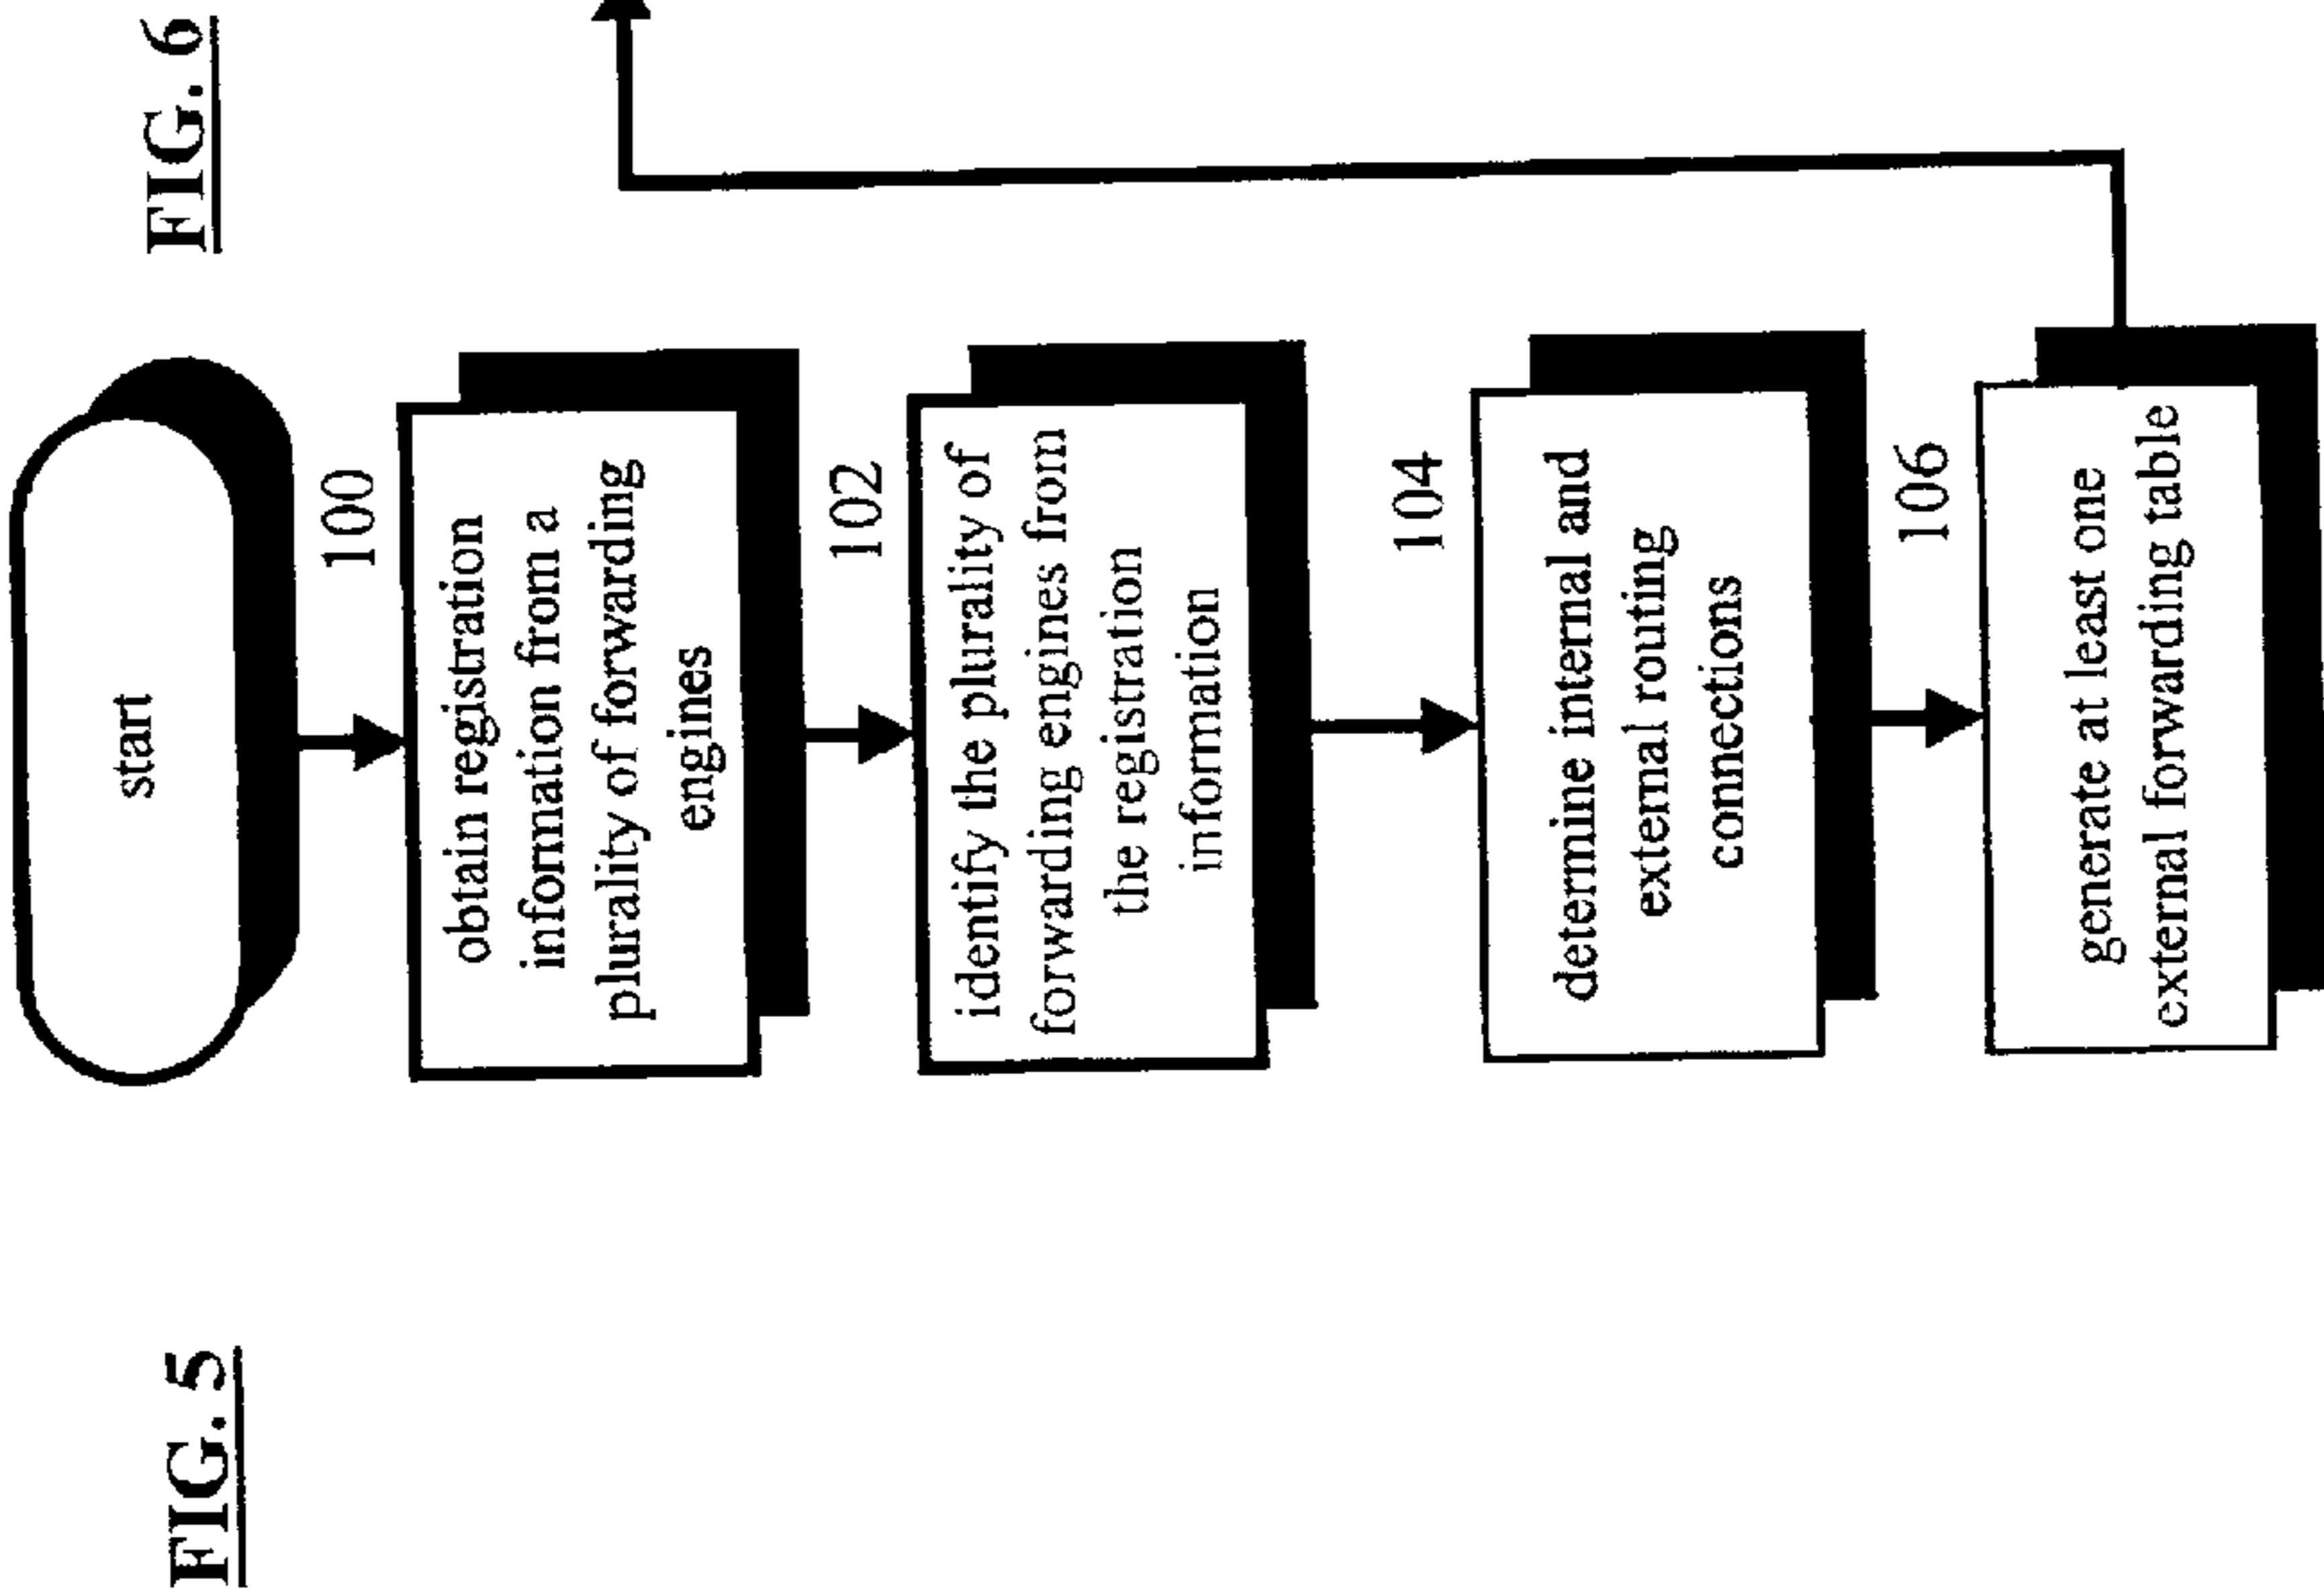 FIG. 5
start
100
obtain registration
information from a
plurality of forwarding
engines
102
identify the plurality of
forwarding engines from
the registration
information
104
determine internal and
external routing
connections
106
generate at least one
external forwarding table
FIG. 6